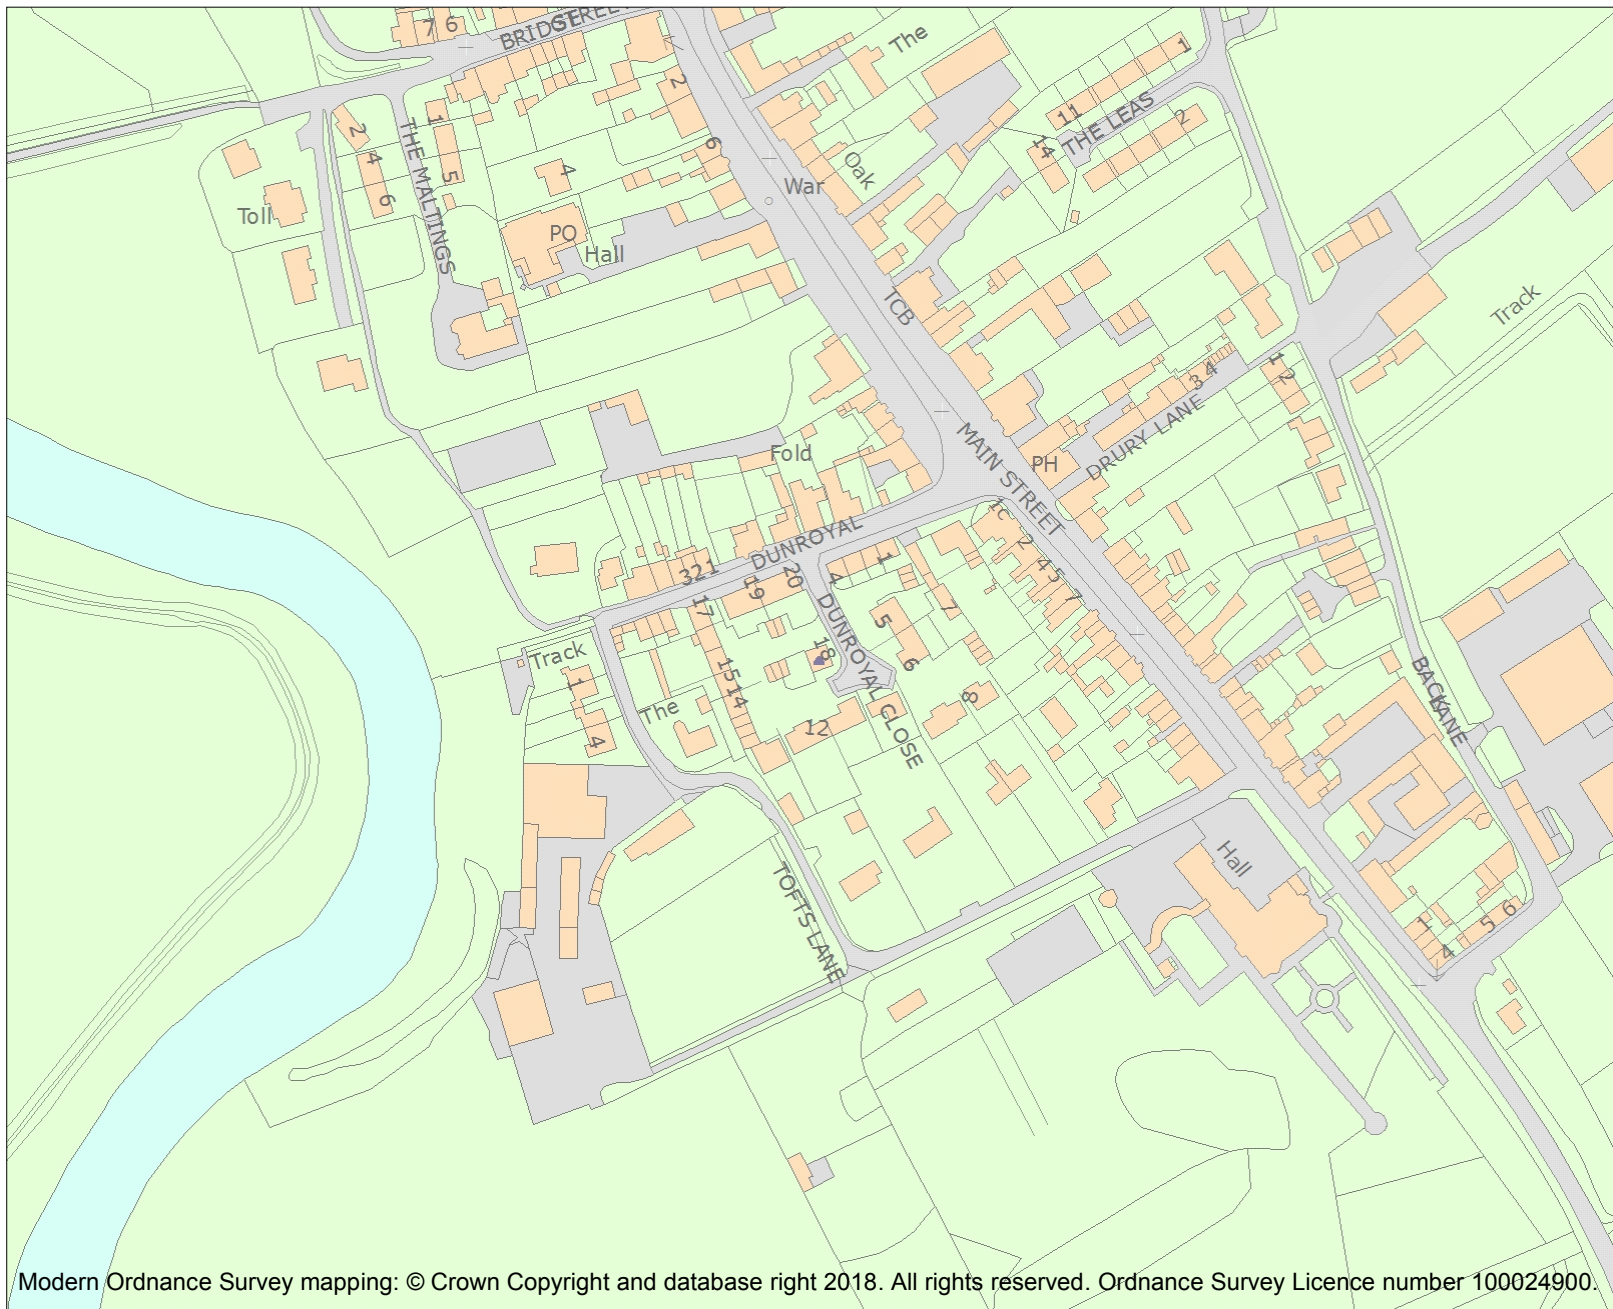 7 6
BRIDGE STREET
The
1
2
11
THE LEAS
2
2
1
THE MALTINGS
4
5
6
4
6
Oak
14
War
Toll
PO
Hall
TCB
Track
1 2
3 4
DRURY LANE
MAIN STREET
PH
Fold
DUNROYAL
1c
2
4
5
7
321
19
20
4
1
17
DUNROYAL CLOSE
5
7
18
6
Track
1
The
15
14
8
4
12
BACK LANE
TOFTS LANE
Hall
1
4
5 6
Modern Ordnance Survey mapping: © Crown Copyright and database right 2018. All rights reserved. Ordnance Survey Licence number 100024900.